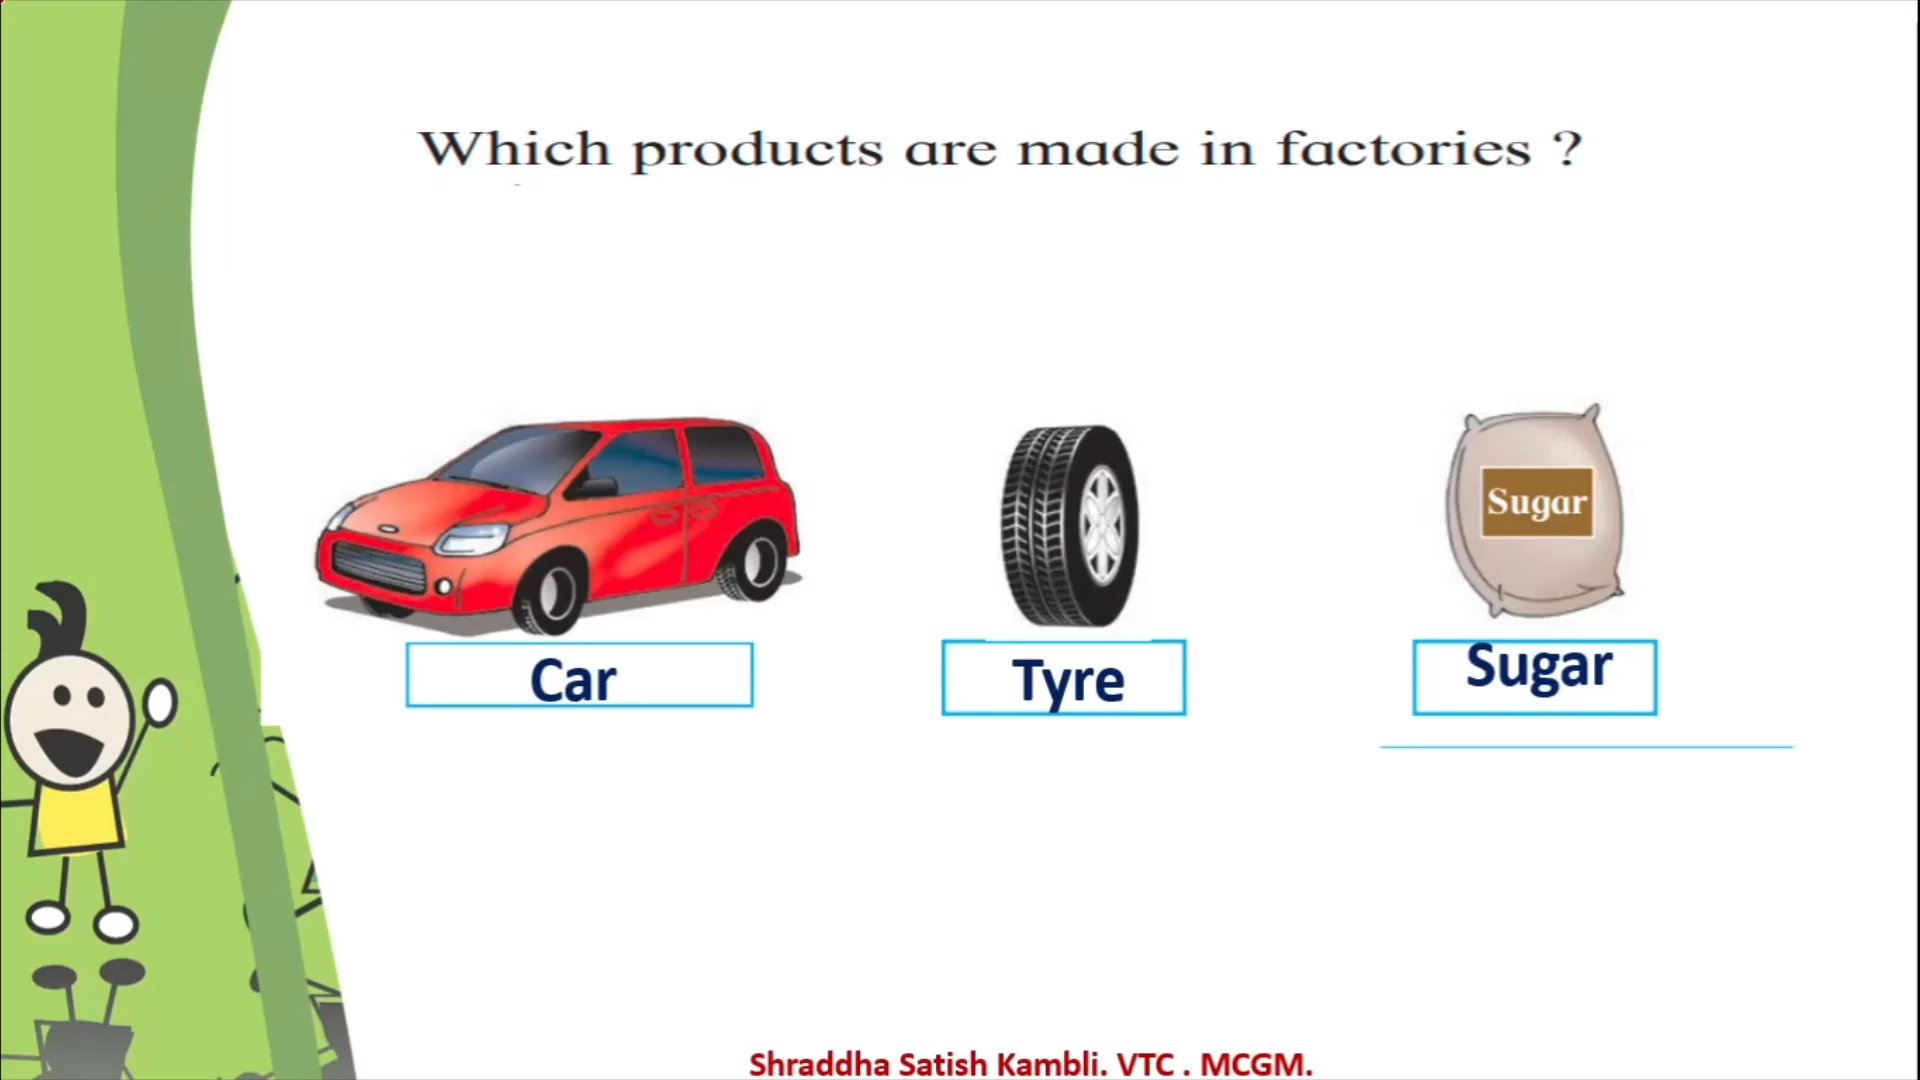 Which products are made in factories ?
Sugar
Car
Tyre
Sugar
Shraddha Satish Kambli. VTC . MCGM.